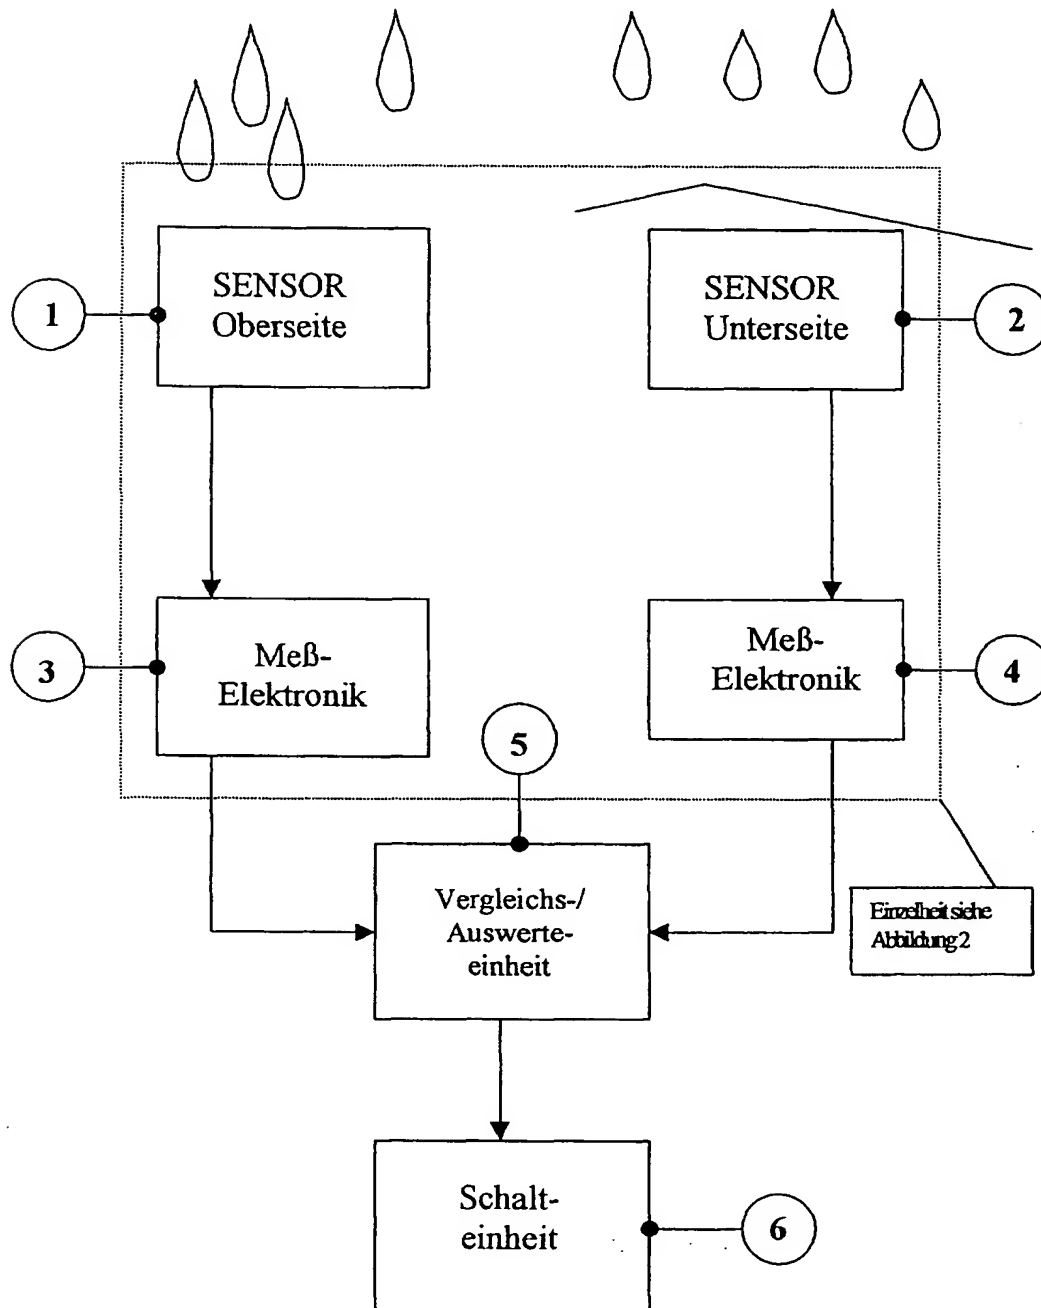 SENSOR
Oberseite
SENSOR
Unterseite
1
2
Meß-
Elektronik
Meß-
Elektronik
3
4
5
Vergleichs-/
Auswerte-
einheit
Einzelheit siehe
Abbildung 2
Schalt-
einheit
6